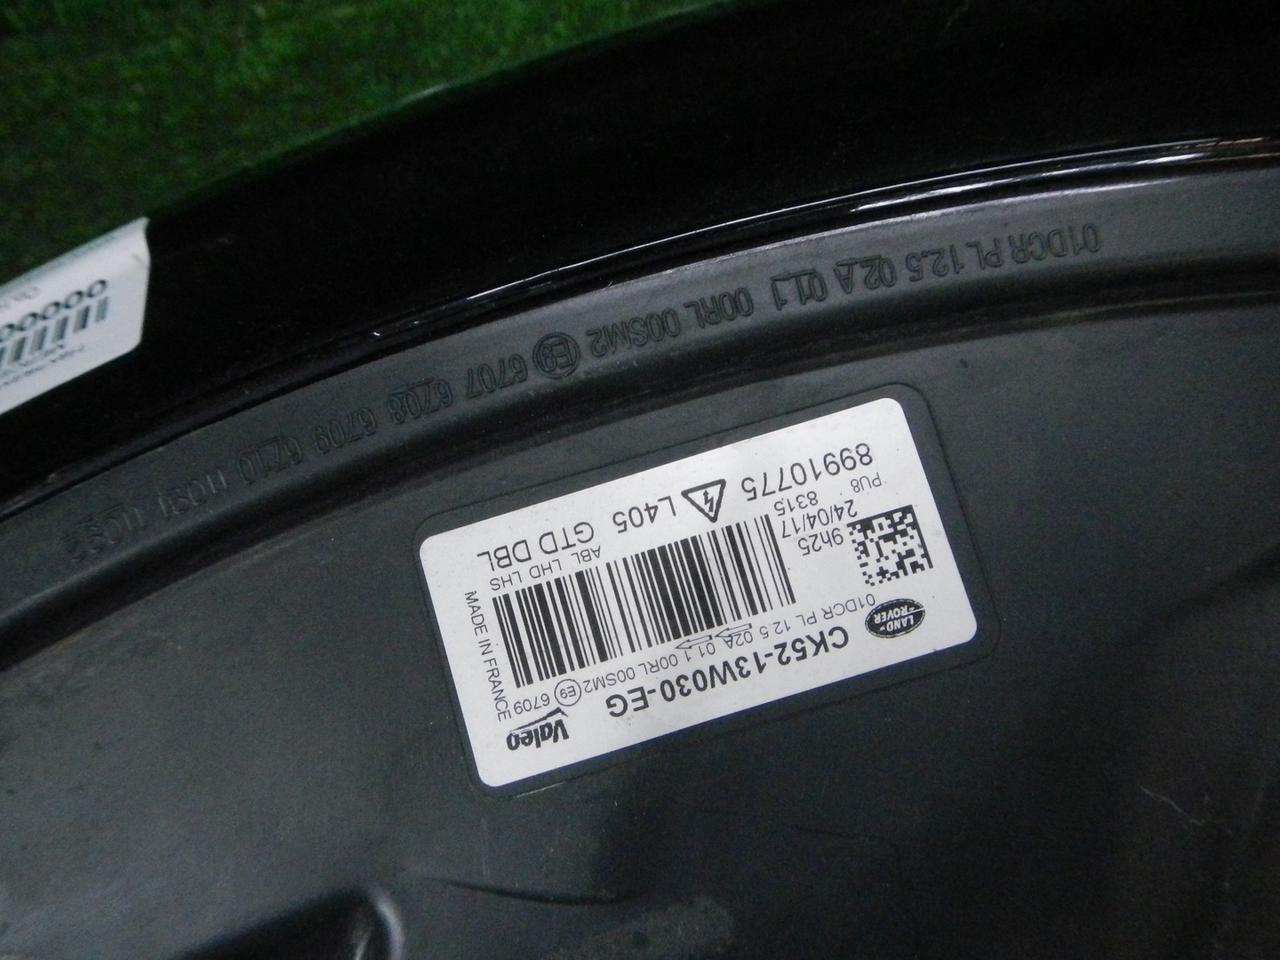 01DCR PL 12.5 02A 01.1 00RL 00SM2 E9 6707 6708 6709 6710
Valeo
CK52-13W030-EG
LAND-ROVER
01DCR PL 12.5 02A 01.1 00RL 00SM2 E9 6709
MADE IN FRANCE
9h25
24/04/17
8315
PU8
ABL LHD LHS
89910775
L405 GTD DBL